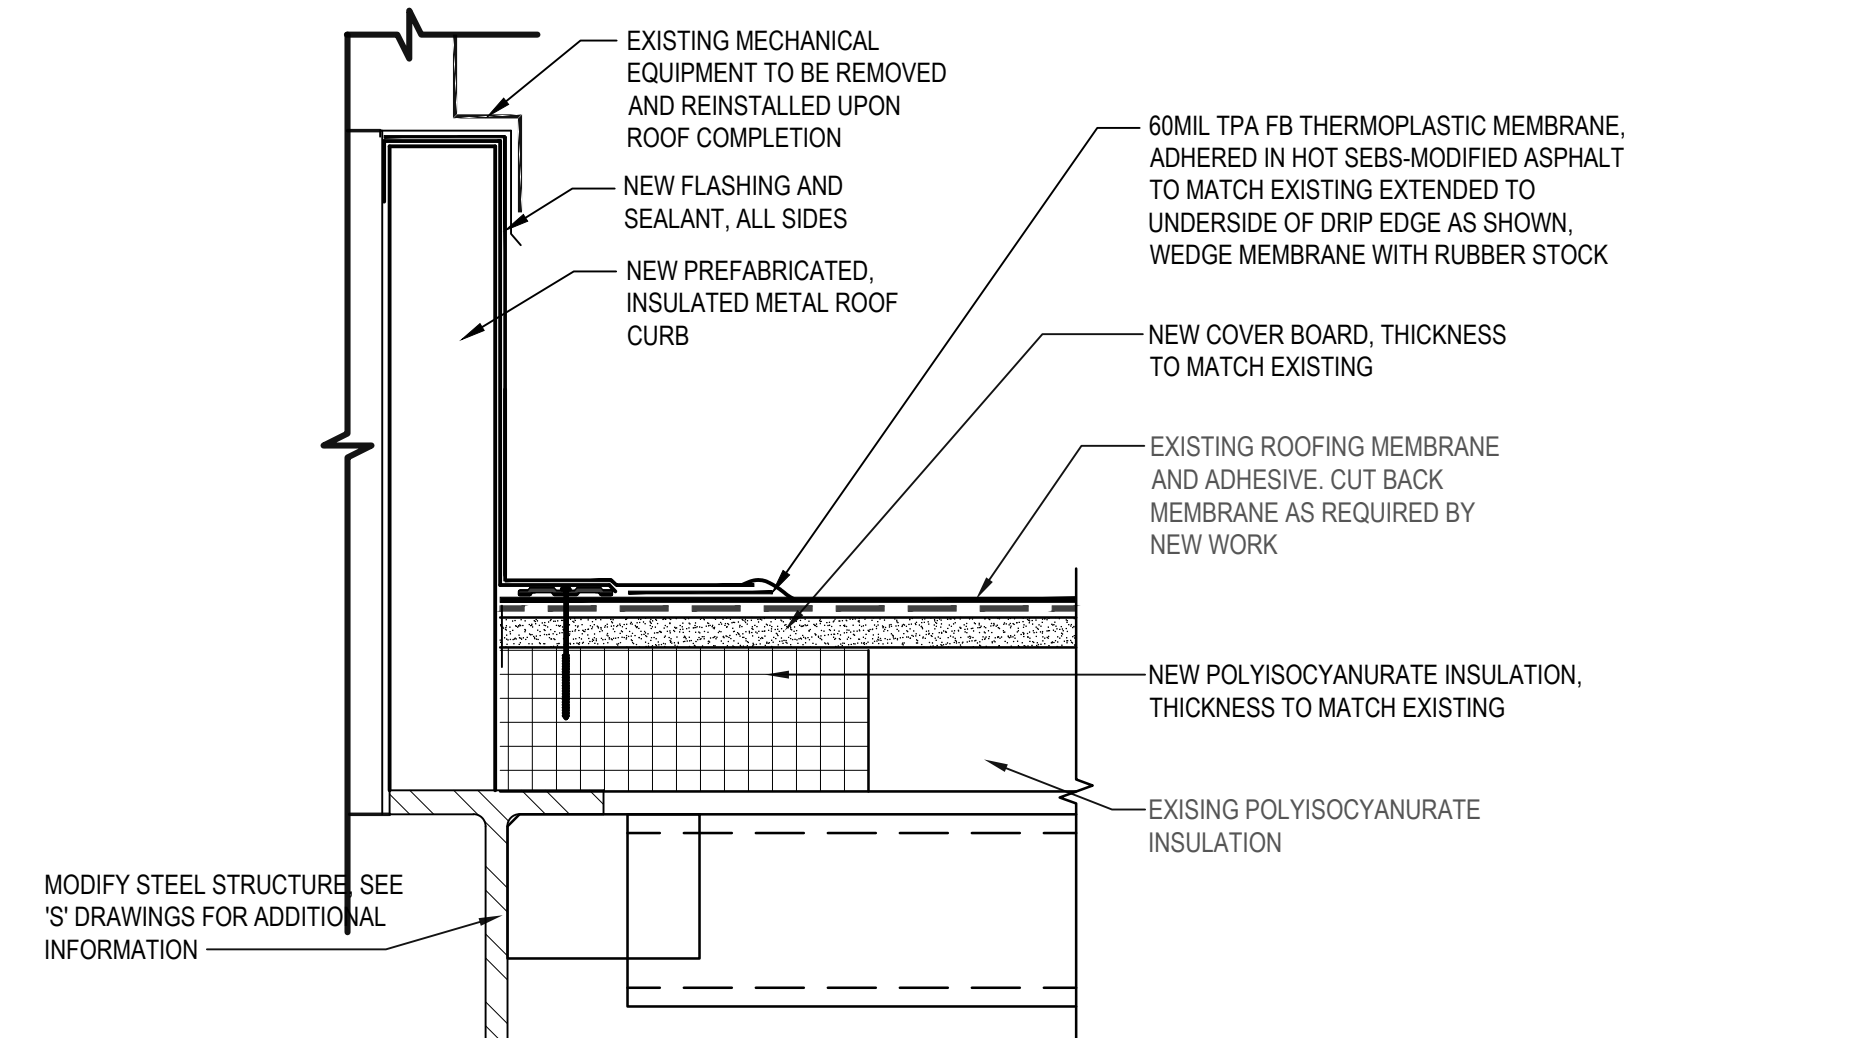 EXISTING MECHANICAL
EQUIPMENT TO BE REMOVED
AND REINSTALLED UPON
ROOF COMPLETION
NEW FLASHING AND
SEALANT, ALL SIDES
NEW PREFABRICATED,
INSULATED METAL ROOF
CURB
60MIL TPA FB THERMOPLASTIC MEMBRANE,
ADHERED IN HOT SEBS-MODIFIED ASPHALT
TO MATCH EXISTING EXTENDED TO
UNDERSIDE OF DRIP EDGE AS SHOWN,
WEDGE MEMBRANE WITH RUBBER STOCK
NEW COVER BOARD, THICKNESS
TO MATCH EXISTING
EXISTING ROOFING MEMBRANE
AND ADHESIVE. CUT BACK
MEMBRANE AS REQUIRED BY
NEW WORK
NEW POLYISOCYANURATE INSULATION,
THICKNESS TO MATCH EXISTING
EXISING POLYISOCYANURATE
INSULATION
MODIFY STEEL STRUCTURE, SEE
'S' DRAWINGS FOR ADDITIONAL
INFORMATION